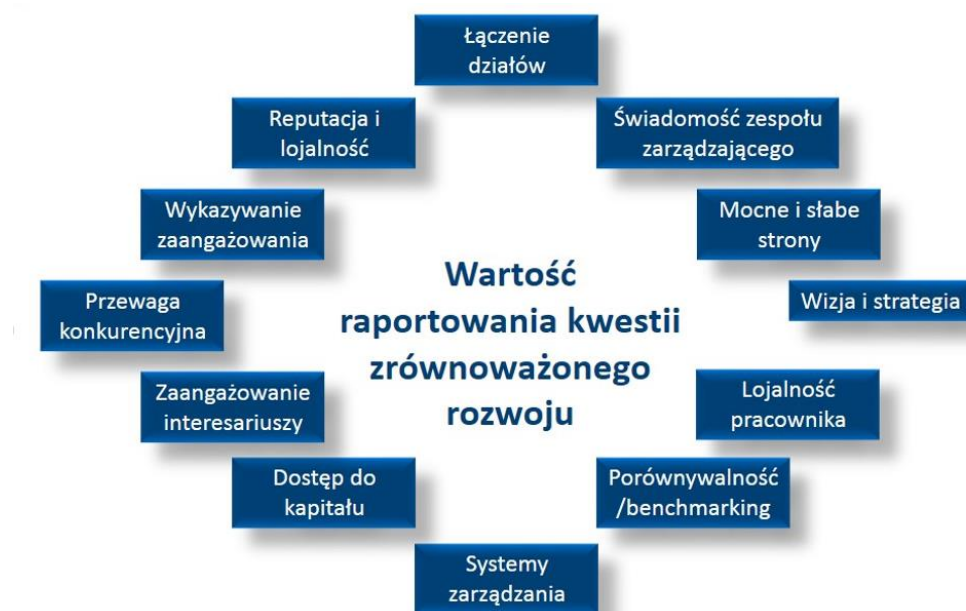 Łączenie
działów
Reputacja i
lojalność
Świadomość zespołu
zarządzającego
Wykazywanie
zaangażowania
Mocne i słabe
strony
Wartość
raportowania kwestii
zrównoważonego
rozwoju
Przewaga
konkurencyjna
Wizja i strategia
Zaangażowanie
interesariuszy
Lojalność
pracownika
Dostęp do
kapitału
Porównywalność
/benchmarking
Systemy
zarządzania